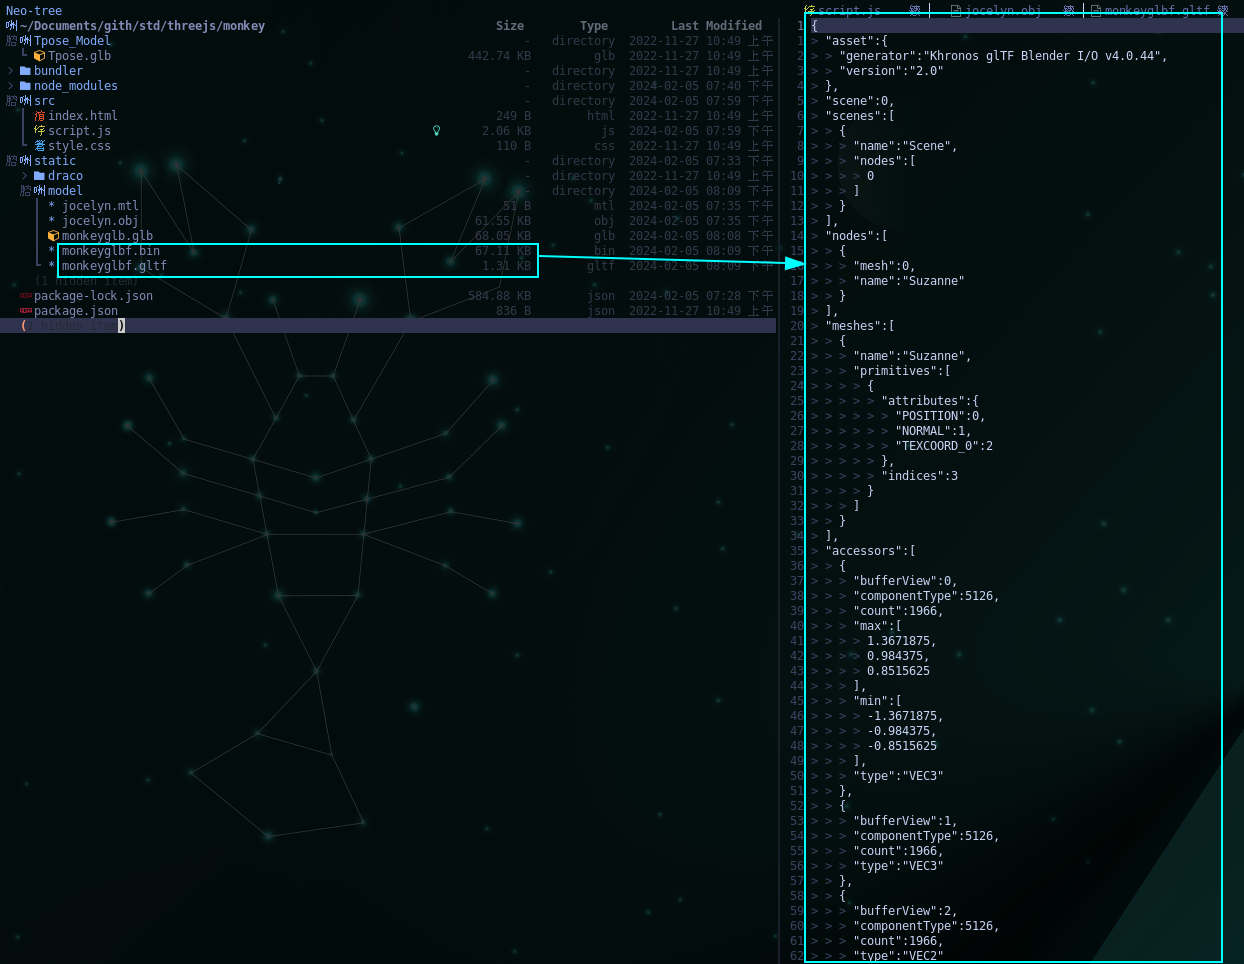 Neo-tree
~/Documents/gith/std/threejs/monkey Size Type Last Modified
Tpose_Model - directory 2022-11-27 10:49 上午
Tpose.glb 442.74 KB glb 2022-11-27 10:49 上午
bundler - directory 2022-11-27 10:49 上午
node_modules - directory 2024-02-05 07:40 下午
src - directory 2024-02-05 07:59 下午
index.html 249 B html 2022-11-27 10:49 上午
script.js 2.06 KB js 2024-02-05 07:59 下午
style.css 110 B css 2022-11-27 10:49 上午
static - directory 2024-02-05 07:33 下午
draco - directory 2022-11-27 10:49 上午
model - directory 2024-02-05 08:09 下午
* jocelyn.mtl 51 B mtl 2024-02-05 07:35 下午
* jocelyn.obj 61.55 KB obj 2024-02-05 07:35 下午
monkeyglb.glb 68.05 KB glb 2024-02-05 08:08 下午
* monkeyglbf.bin 67.11 KB bin 2024-02-05 08:09 下午
* monkeyglbf.gltf 1.31 KB gltf 2024-02-05 08:09 下午
(1 hidden item)
package-lock.json 584.88 KB json 2024-02-05 07:28 下午
package.json 836 B json 2022-11-27 10:49 上午
(1 hidden item)
script.js jocelyn.obj monkeyglbf.gltf
1 {
1 > "asset":{
2 > > "generator":"Khronos glTF Blender I/O v4.0.44",
3 > > "version":"2.0"
4 > },
5 > "scene":0,
6 > "scenes":[
7 > > {
8 > > > "name":"Scene",
9 > > > "nodes":[
10 > > > > 0
11 > > > ]
12 > > }
13 > ],
14 > "nodes":[
15 > > {
16 > > > "mesh":0,
17 > > > "name":"Suzanne"
18 > > }
19 > ],
20 > "meshes":[
21 > > {
22 > > > "name":"Suzanne",
23 > > > "primitives":[
24 > > > > {
25 > > > > > "attributes":{
26 > > > > > > "POSITION":0,
27 > > > > > > "NORMAL":1,
28 > > > > > > "TEXCOORD_0":2
29 > > > > > },
30 > > > > > "indices":3
31 > > > > }
32 > > > ]
33 > > }
34 > ],
35 > "accessors":[
36 > > {
37 > > > "bufferView":0,
38 > > > "componentType":5126,
39 > > > "count":1966,
40 > > > "max":[
41 > > > > 1.3671875,
42 > > > > 0.984375,
43 > > > > 0.8515625
44 > > > ],
45 > > > "min":[
46 > > > > -1.3671875,
47 > > > > -0.984375,
48 > > > > -0.8515625
49 > > > ],
50 > > > "type":"VEC3"
51 > > },
52 > > {
53 > > > "bufferView":1,
54 > > > "componentType":5126,
55 > > > "count":1966,
56 > > > "type":"VEC3"
57 > > },
58 > > {
59 > > > "bufferView":2,
60 > > > "componentType":5126,
61 > > > "count":1966,
62 > > > "type":"VEC2"